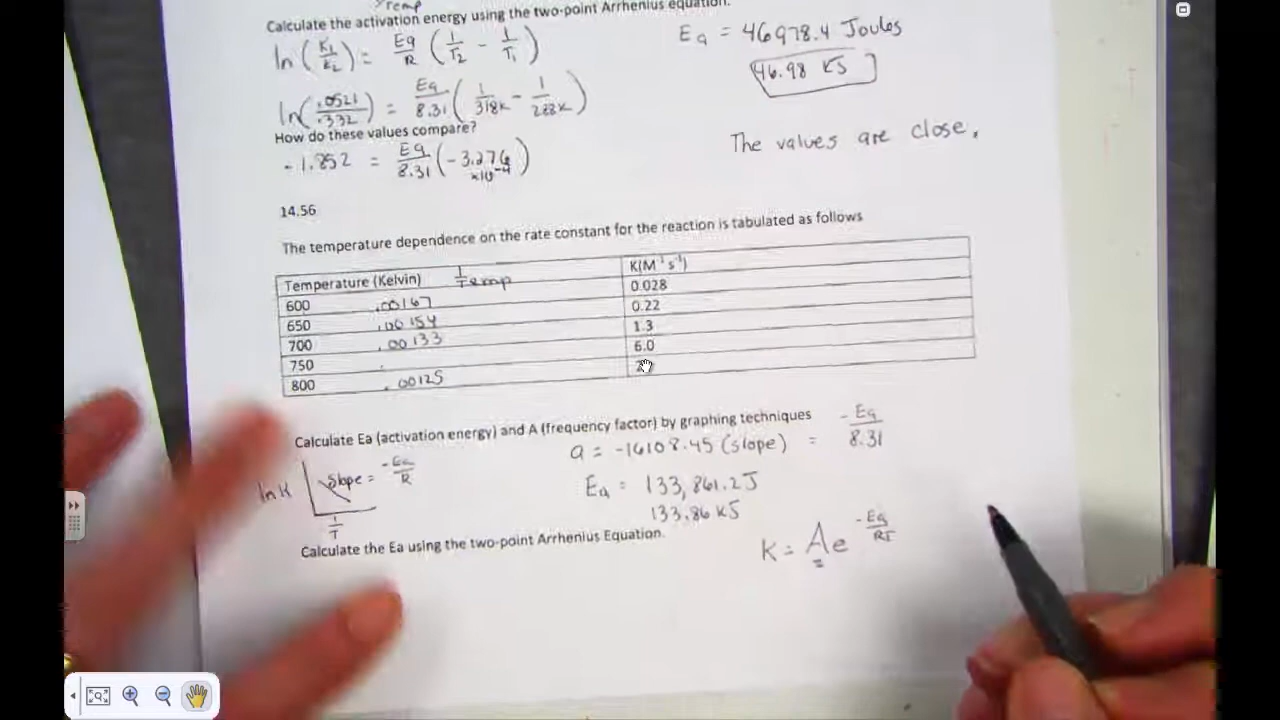 Temp
Calculate the activation energy using the two-point Arrhenius equation.
ln(K1/K2) = Ea/R (1/T2 - 1/T1)
Ea = 46978.4 Joules
46.98 KJ
ln(.0521/.332) = Ea/8.31 (1/318K - 1/288K)
How do these values compare?
The values are close.
-1.852 = Ea/8.31 (-3.276 x10^-4)
14.56
The temperature dependence on the rate constant for the reaction is tabulated as follows
Temperature (Kelvin) 1/Temp K(M^-1 s^-1)
600 .00167 0.028
650 .00154 0.22
700 .00133 1.3
750 . 6.0
800 .00125
Calculate Ea (activation energy) and A (frequency factor) by graphing techniques
a = -16108.45 (slope) = -Ea/8.31
ln K
slope = -Ea/R
1/T
Ea = 133,861.2 J
133.86 KJ
Calculate the Ea using the two-point Arrhenius Equation.
K = Ae^-Ea/RT